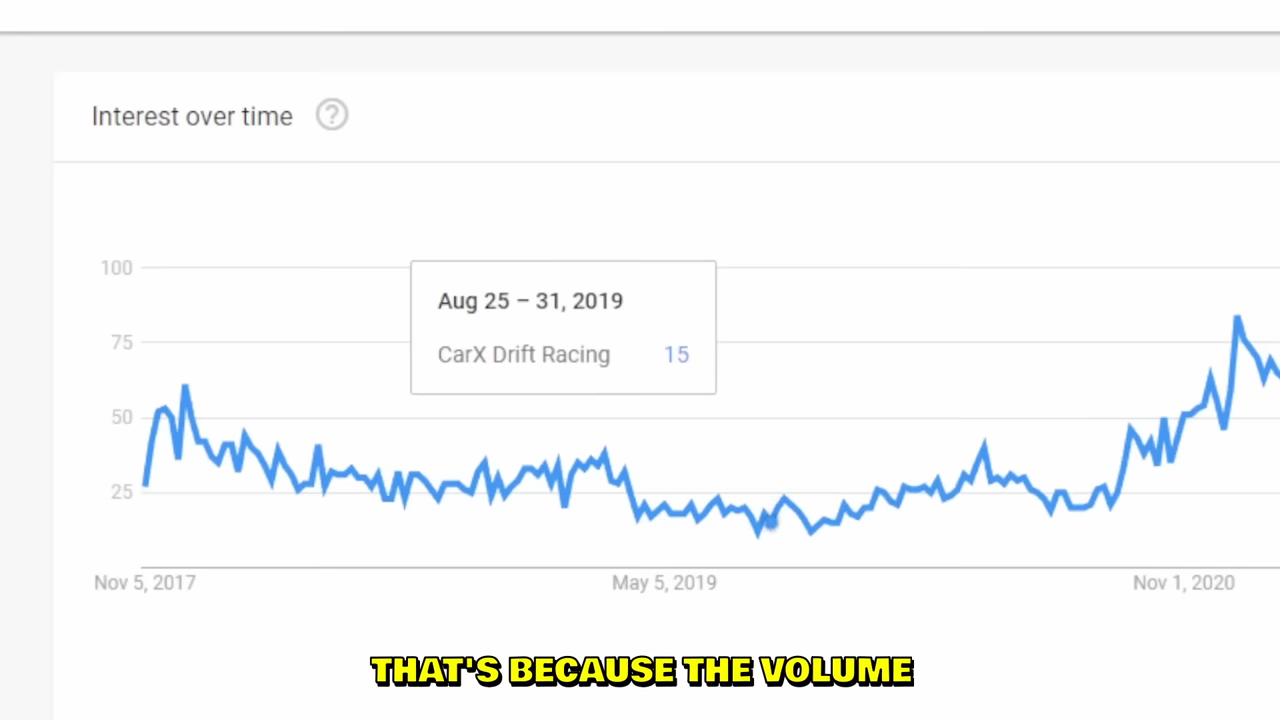 Interest over time ?
100
Aug 25 – 31, 2019
75
CarX Drift Racing 15
50
25
Nov 5, 2017 May 5, 2019 Nov 1, 2020
THAT'S BECAUSE THE VOLUME